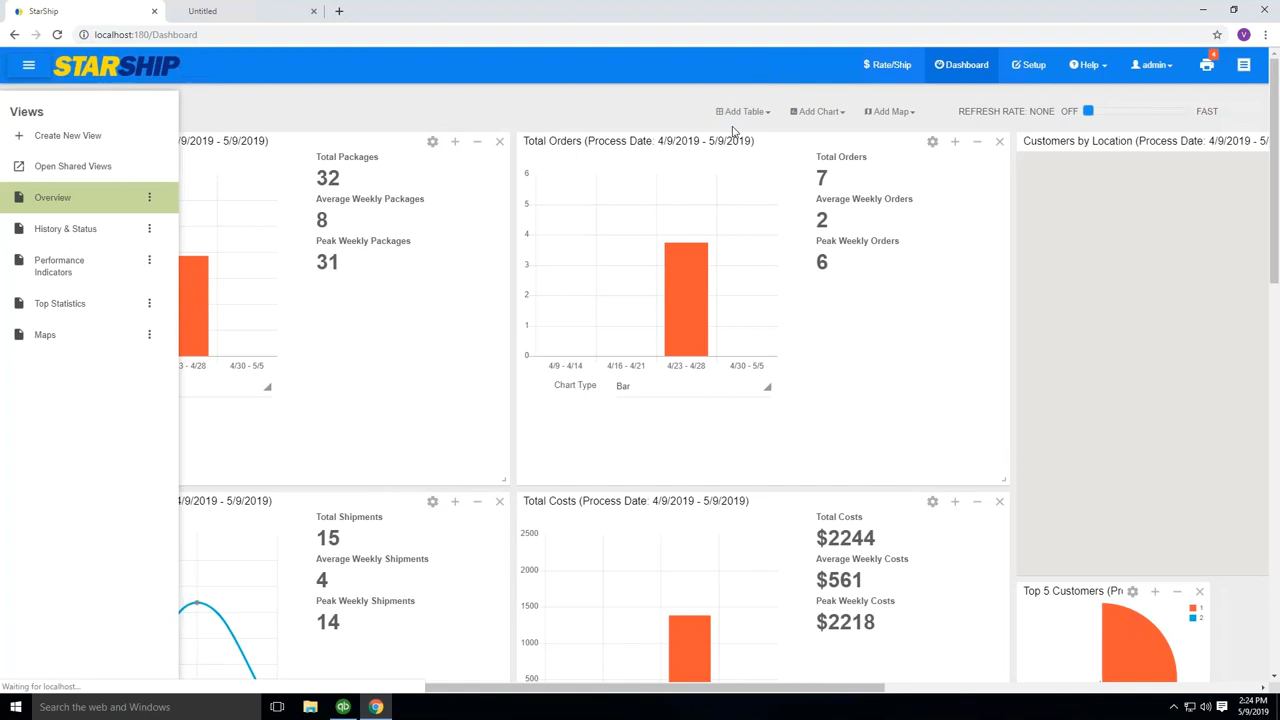 StarShip
Untitled
localhost:180/Dashboard
V
STARSHIP
Rate/Ship
Dashboard
Setup
Help
admin
4
Views
Create New View
Open Shared Views
Overview
History & Status
Performance
Indicators
Top Statistics
Maps
Add Table
Add Chart
Add Map
REFRESH RATE: NONE OFF
FAST
/9/2019 - 5/9/2019)
Total Packages
32
Average Weekly Packages
8
Peak Weekly Packages
31
3 - 4/28
4/30 - 5/5
Total Orders (Process Date: 4/9/2019 - 5/9/2019)
6
5
4
3
2
1
0
4/9 - 4/14
4/16 - 4/21
4/23 - 4/28
4/30 - 5/5
Chart Type
Bar
Total Orders
7
Average Weekly Orders
2
Peak Weekly Orders
6
Customers by Location (Process Date: 4/9/2019 - 5/
4/9/2019 - 5/9/2019)
Total Shipments
15
Average Weekly Shipments
4
Peak Weekly Shipments
14
Total Costs (Process Date: 4/9/2019 - 5/9/2019)
2500
2000
1500
1000
500
Total Costs
$2244
Average Weekly Costs
$561
Peak Weekly Costs
$2218
Top 5 Customers (Pr
1
2
Waiting for localhost...
Search the web and Windows
qb
2:24 PM
5/9/2019